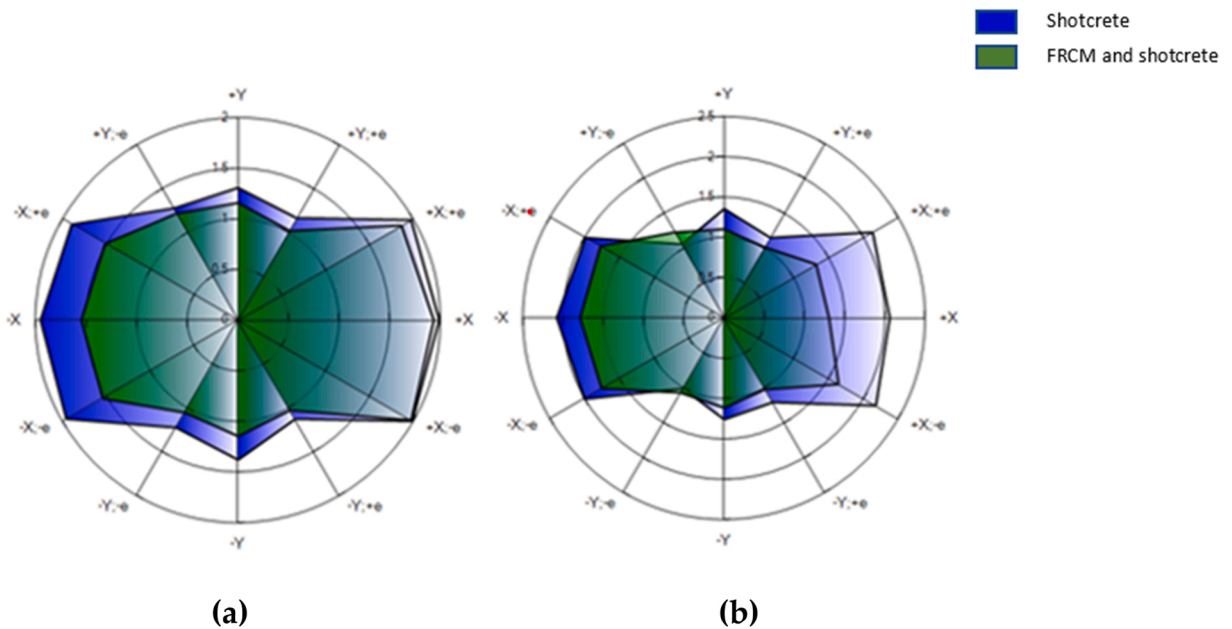 Shotcrete
FRCM and shotcrete
+Y
+Y;-e
+Y;+e
-X;+e
+X;+e
-X
+X
-X;-e
+X;-e
-Y;-e
-Y;+e
-Y
2
1.5
1
0.5
0
+Y
+Y;-e
+Y;+e
-X;+e
+X;+e
-X
+X
-X;-e
+X;-e
-Y;-e
-Y;+e
-Y
2.5
2
1.5
1
0.5
(a)
(b)